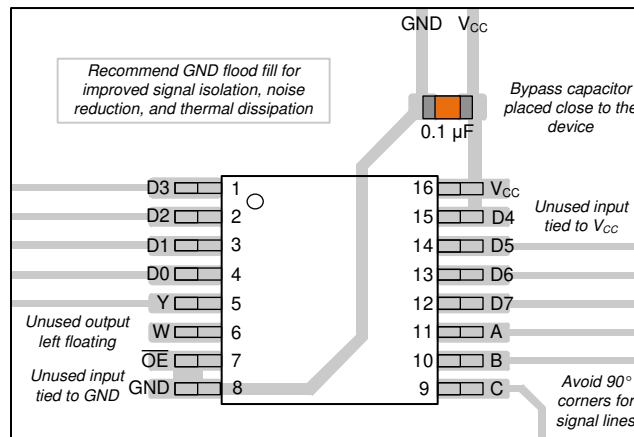 GND VCC
Recommend GND flood fill for
improved signal isolation, noise
reduction, and thermal dissipation
Bypass capacitor
placed close to the
device
0.1 µF
D3 1 16 VCC
D2 2 15 D4
Unused input
tied to VCC
D1 3 14 D5
D0 4 13 D6
Y 5 12 D7
Unused output
left floating
W 6 11 A
OE 7 10 B
Unused input
tied to GND
GND 8 9 C
Avoid 90°
corners for
signal lines